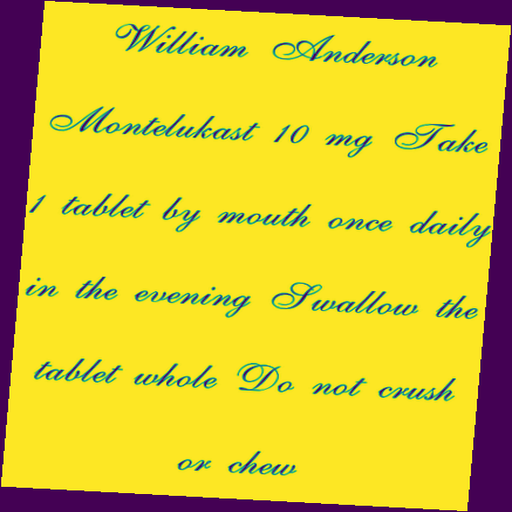 William Anderson
Montelukast 10 mg Take
1 tablet by mouth once daily
in the evening Swallow the
tablet whole Do not crush
or chew